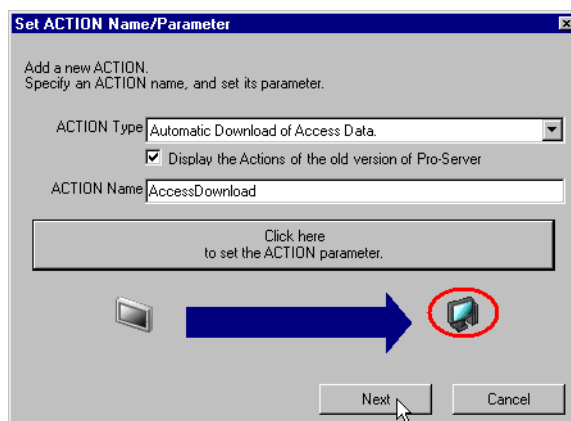 Set ACTION Name/Parameter
Add a new ACTION.
Specify an ACTION name, and set its parameter.
ACTION Type Automatic Download of Access Data.
Display the Actions of the old version of Pro-Server
ACTION Name AccessDownload
Click here
to set the ACTION parameter.
Next Cancel